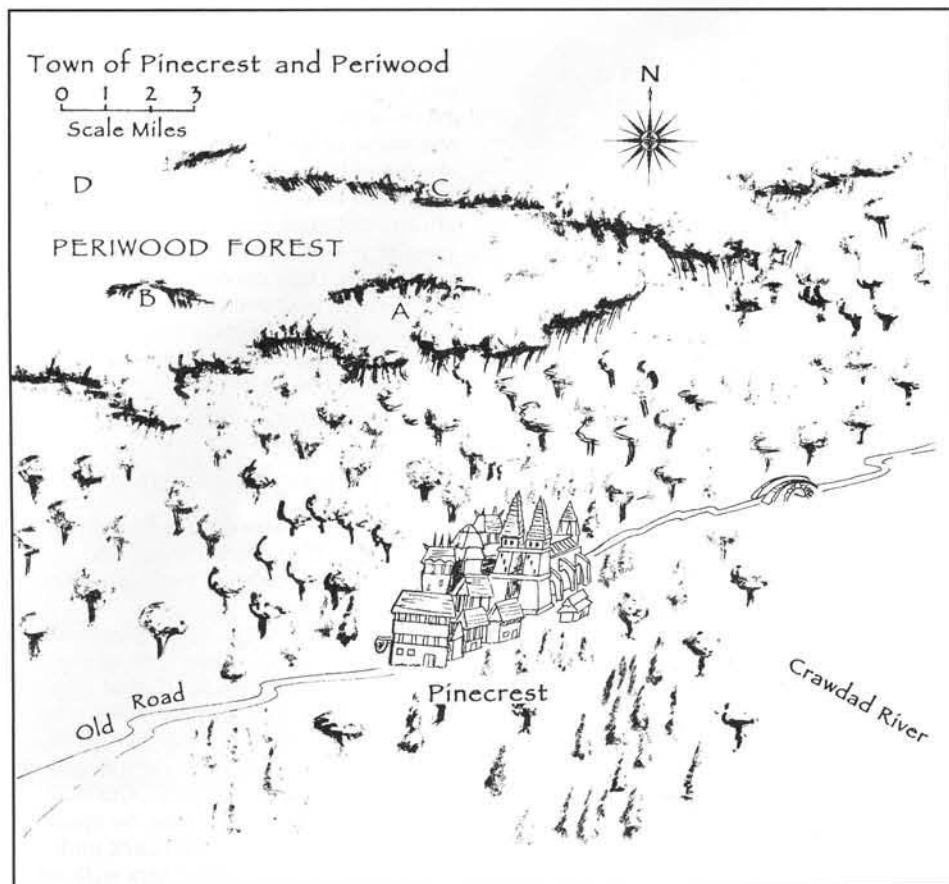 Town of Pinecrest and Periwood
0 1 2 3
Scale Miles
N
D
C
PERIWOOD FOREST
B
A
Pinecrest
Old Road
Crawdad River